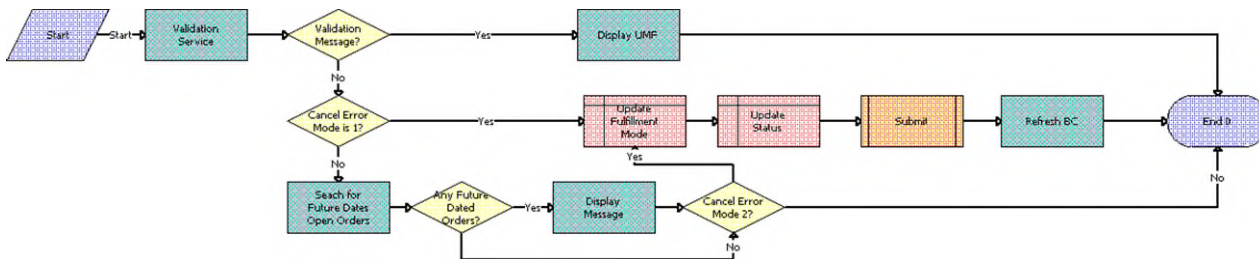 Start
Start
Validation
Service
Validation
Message?
Yes
Display UMF
No
Cancel Error
Mode is 1?
Yes
Update
Fulfillment
Mode
Update
Status
Submit
Refresh BC
End 0
No
Yes
No
Seach for
Future Dates
Open Orders
Any Future
Dated
Orders?
Yes
Display
Message
Cancel Error
Mode 2?
No